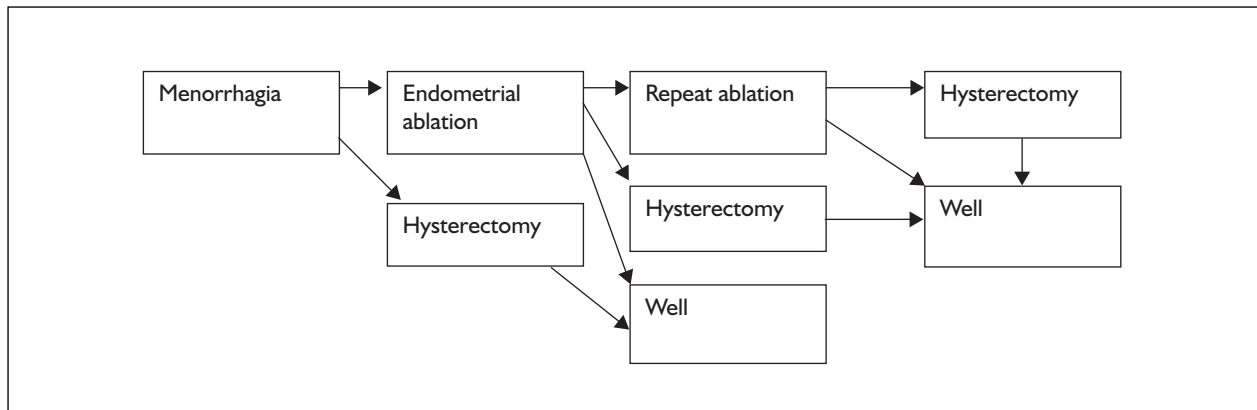 Menorrhagia
Endometrial
ablation
Repeat ablation
Hysterectomy
Hysterectomy
Hysterectomy
Well
Well